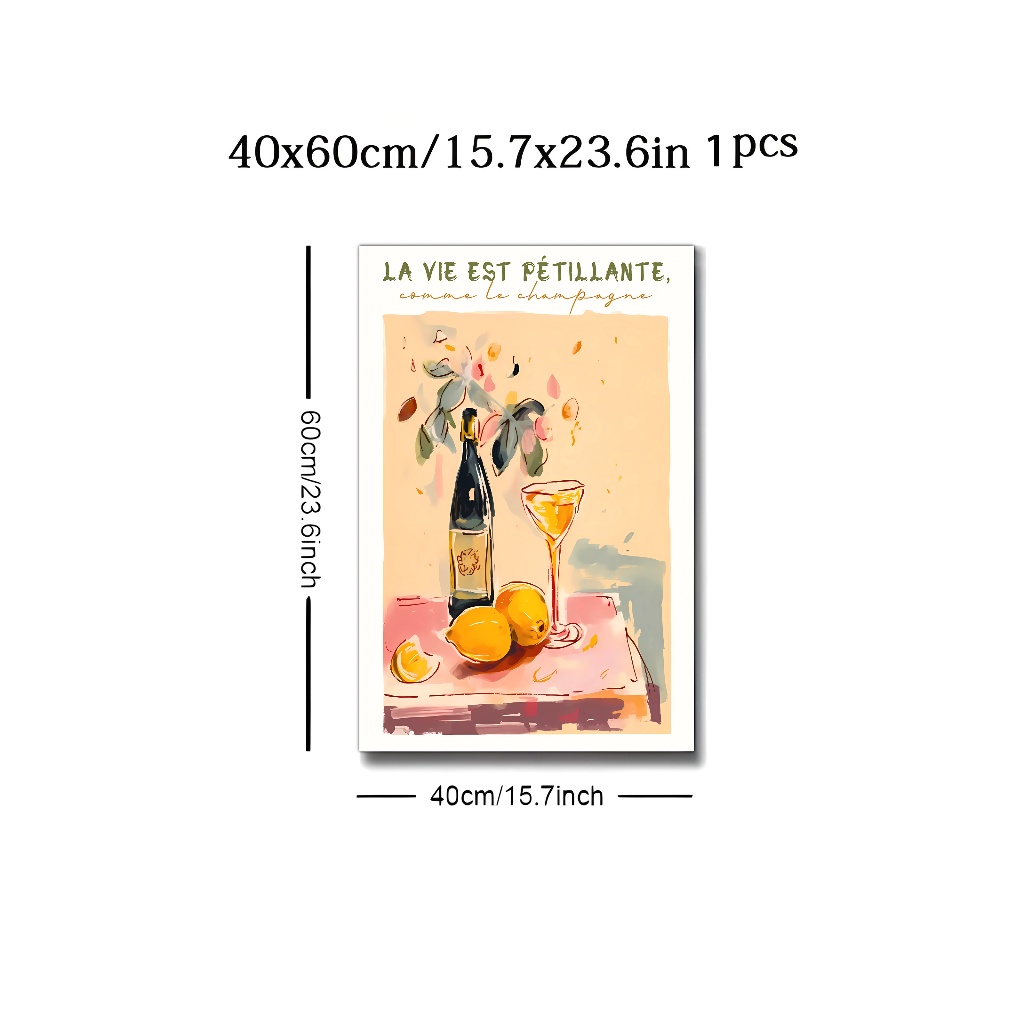 40x60cm/15.7x23.6in 1pcs
LA VIE EST PÉTILLANTE,
comme le champagne
60cm/23.6inch
40cm/15.7inch